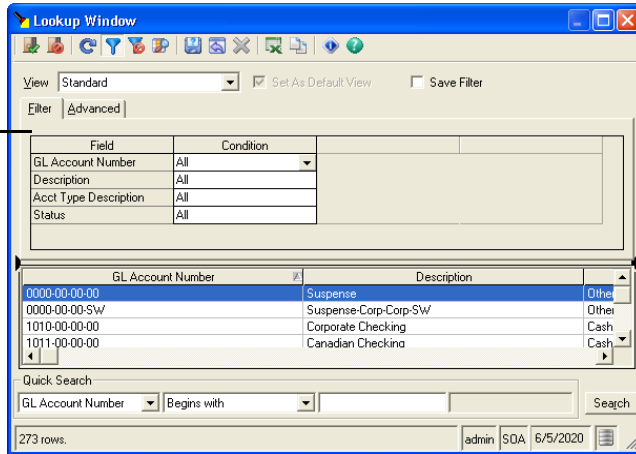 Lookup Window
View Standard Set As Default View Save Filter
Filter Advanced
Field Condition
GL Account Number All
Description All
Acct Type Description All
Status All
GL Account Number Description
0000-00-00-00 Suspense Other
0000-00-00-SW Suspense-Corp-Corp-SW Other
1010-00-00-00 Corporate Checking Cash
1011-00-00-00 Canadian Checking Cash
Quick Search
GL Account Number Begins with Search
273 rows. admin SOA 6/5/2020